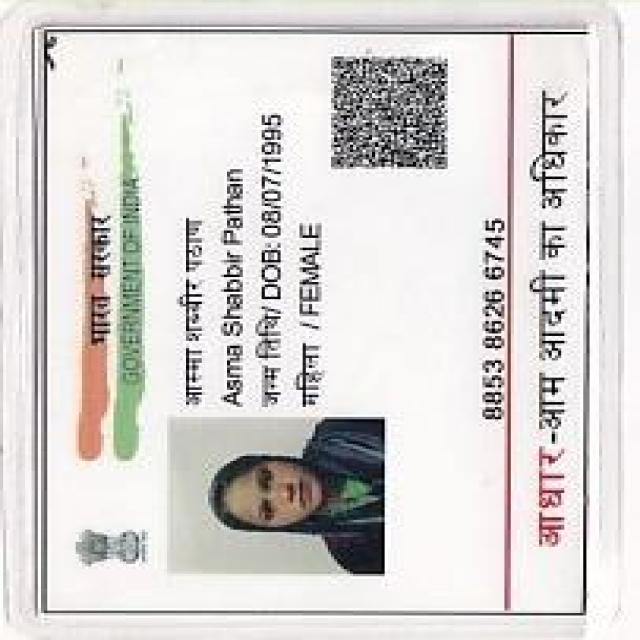 भारत सरकार
GOVERNMENT OF INDIA
आस्मा शब्बीर पठाण
Asma Shabbir Pathan
जन्म तिथि/ DOB: 08/07/1995
महिला / FEMALE
8853 8626 6745
आधार-आम आदमी का अधिकार